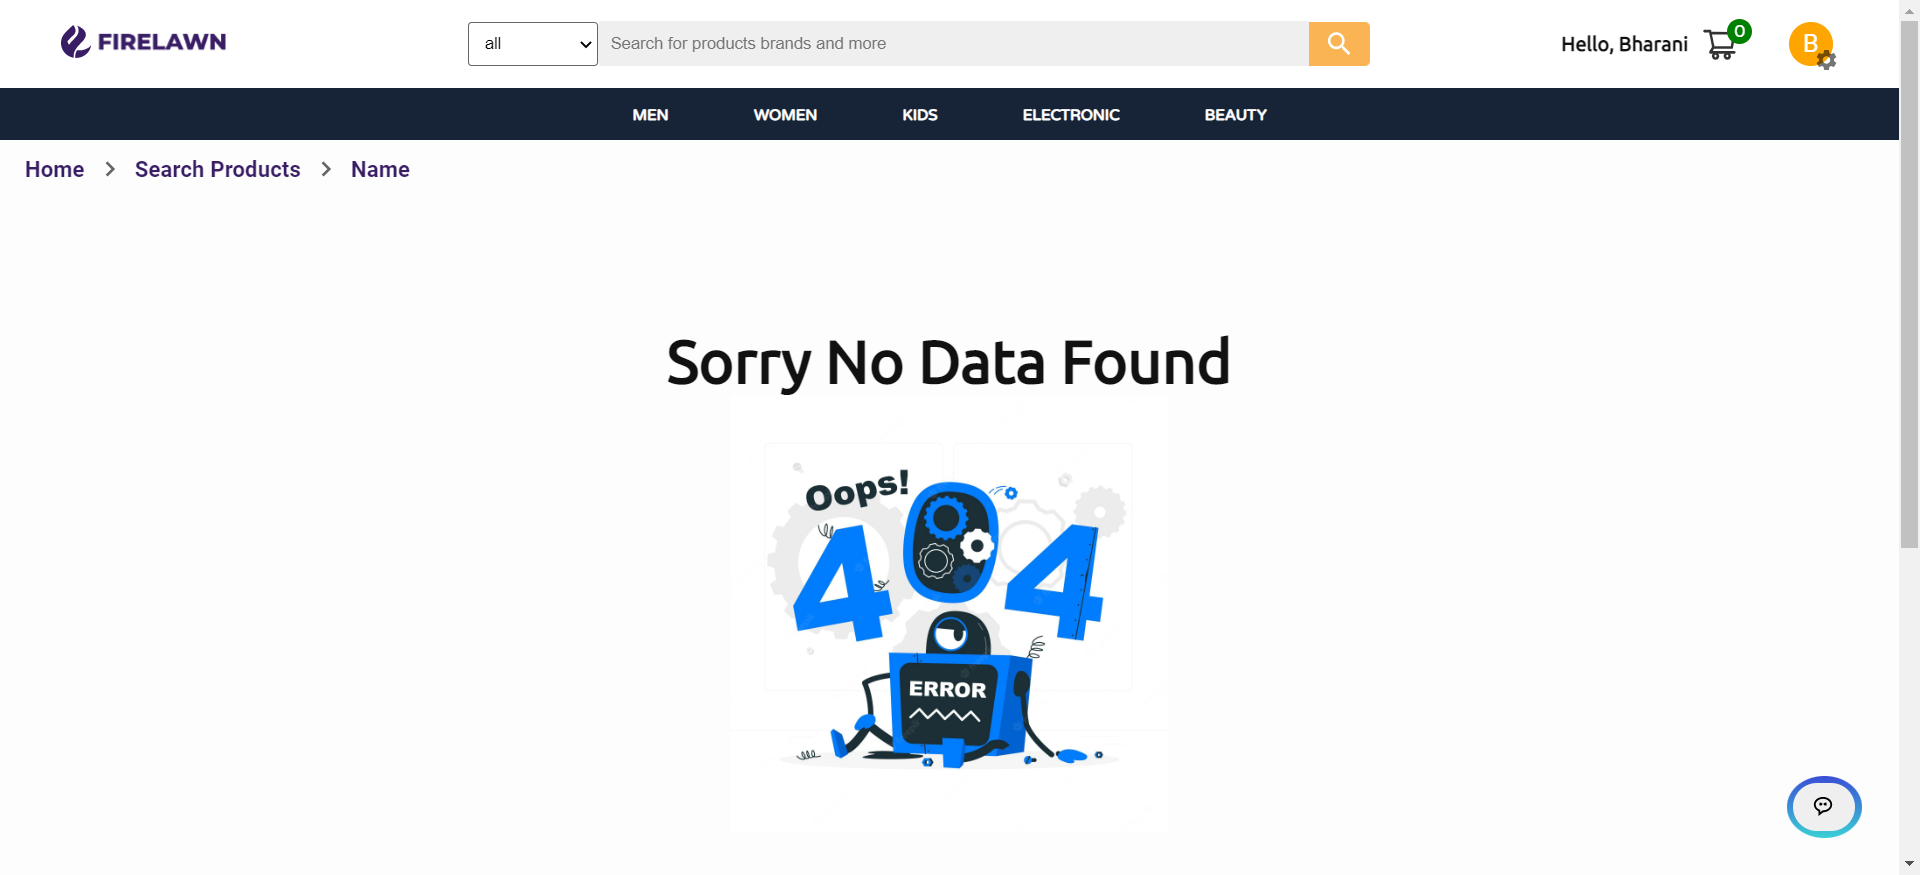 FIRELAWN
all
Search for products brands and more
Hello, Bharani
0
B
MEN
WOMEN
KIDS
ELECTRONIC
BEAUTY
Home > Search Products > Name
Sorry No Data Found
Oops!
404
ERROR